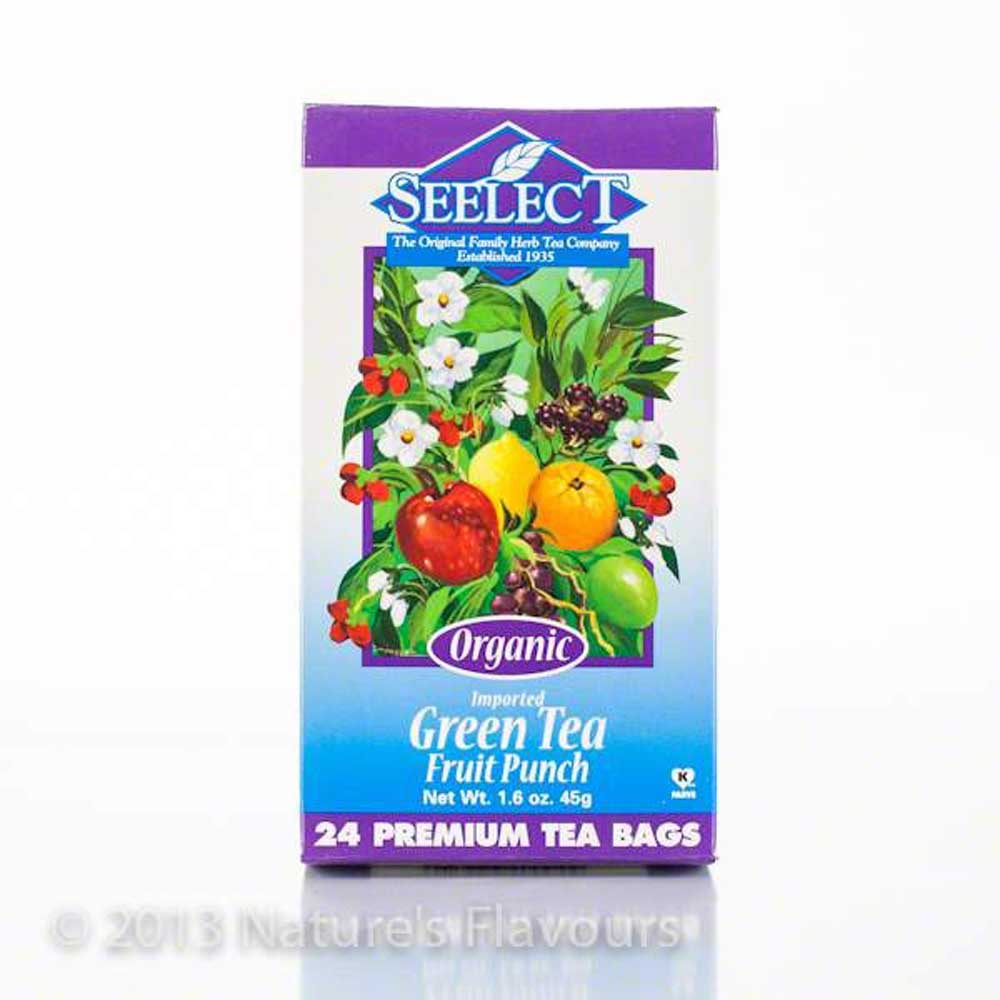 SEELECT
The Original Family Herb Tea Company
Established 1935
Organic
Imported
Green Tea
Fruit Punch
Net Wt. 1.6 oz. 45g
K
PARVE
24 PREMIUM TEA BAGS
© 2013 Nature's Flavours